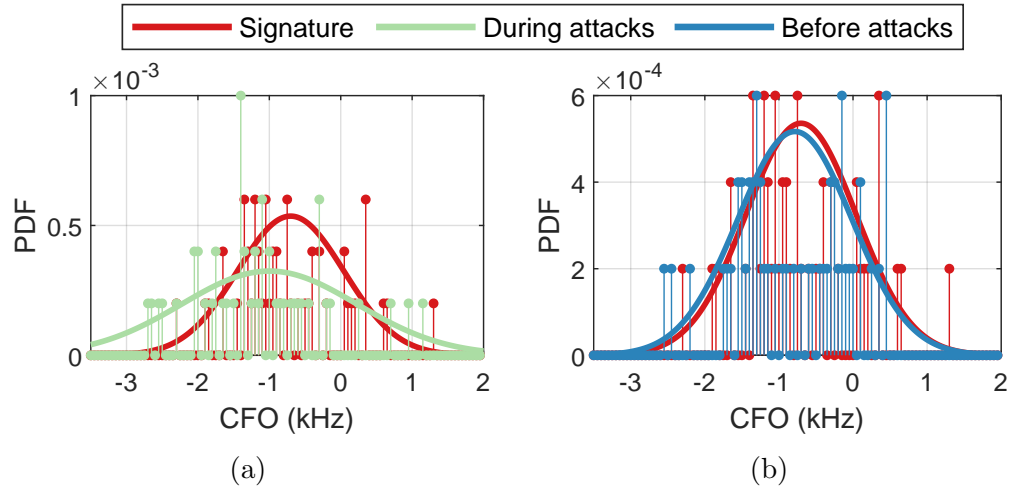 Signature During attacks Before attacks
×10⁻³ ×10⁻⁴
1 6
4
0.5
2
PDF PDF
0 0
-3 -2 -1 0 1 2 -3 -2 -1 0 1 2
CFO (kHz) CFO (kHz)
(a) (b)